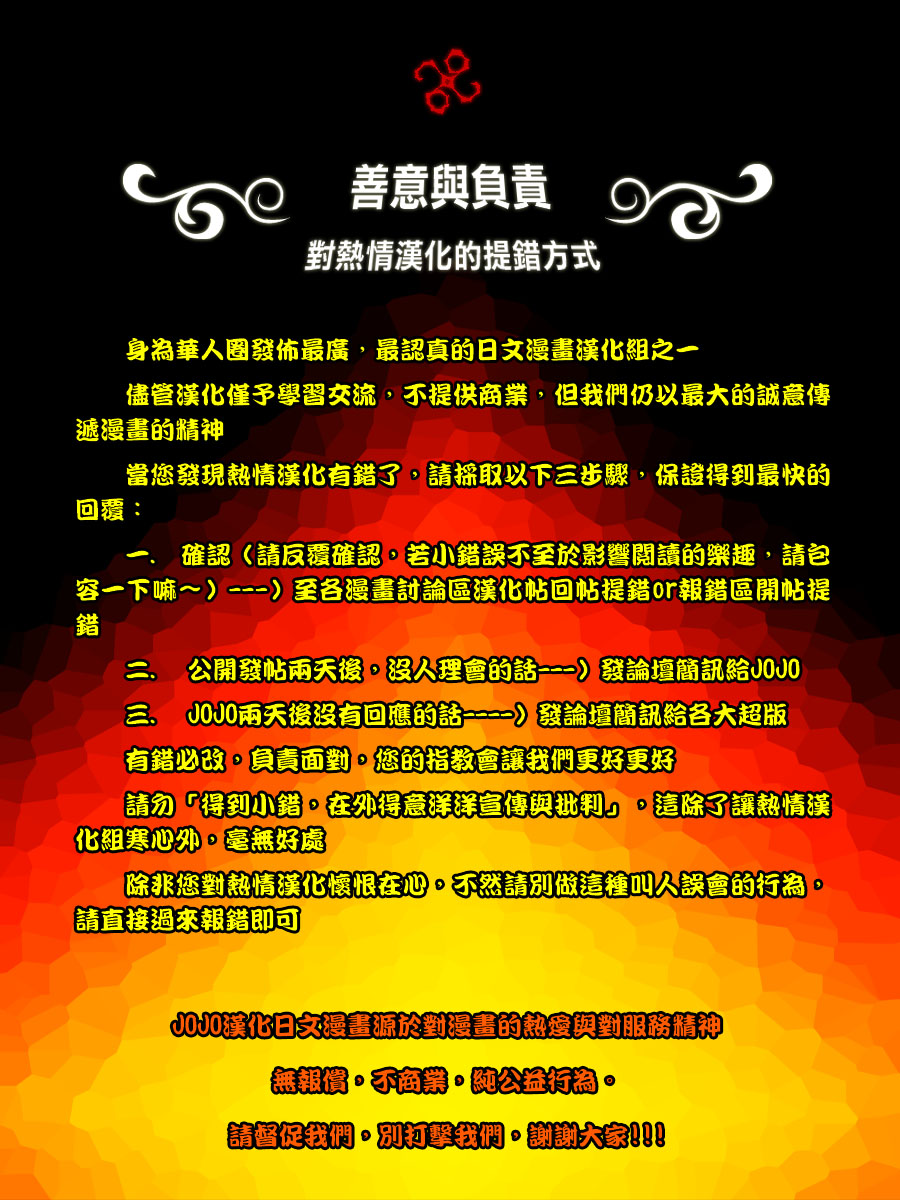 善意與負責
對熱情漢化的提錯方式
身為華人圈發佈最廣，最認真的日文漫畫漢化組之一
儘管漢化僅予學習交流，不提供商業，但我們仍以最大的誠意傳
遞漫畫的精神
當您發現熱情漢化有錯了，請採取以下三步驟，保證得到最快的
回覆：
一． 確認（請反覆確認，若小錯誤不至於影響閱讀的樂趣，請包
容一下嘛～）---〉至各漫畫討論區漢化帖回帖提錯or報錯區開帖提
錯
二． 公開發帖兩天後，沒人理會的話---〉發論壇簡訊給JOJO
三． JOJO兩天後沒有回應的話----〉發論壇簡訊給各大超版
有錯必改，負責面對，您的指教會讓我們更好更好
請勿「得到小錯，在外得意洋洋宣傳與批判」，這除了讓熱情漢
化組寒心外，毫無好處
除非您對熱情漢化懷恨在心，不然請別做這種叫人誤會的行為，
請直接過來報錯即可
JOJO漢化日文漫畫源於對漫畫的熱愛與對服務精神
無報償，不商業，純公益行為。
請督促我們，別打擊我們，謝謝大家!!!